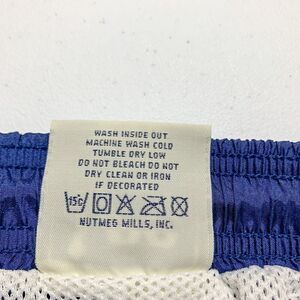 WASH INSIDE OUT
MACHINE WASH COLD
TUMBLE DRY LOW
DO NOT BLEACH DO NOT
DRY CLEAN OR IRON
IF DECORATED
15°C
NUTMEG MILLS, INC.